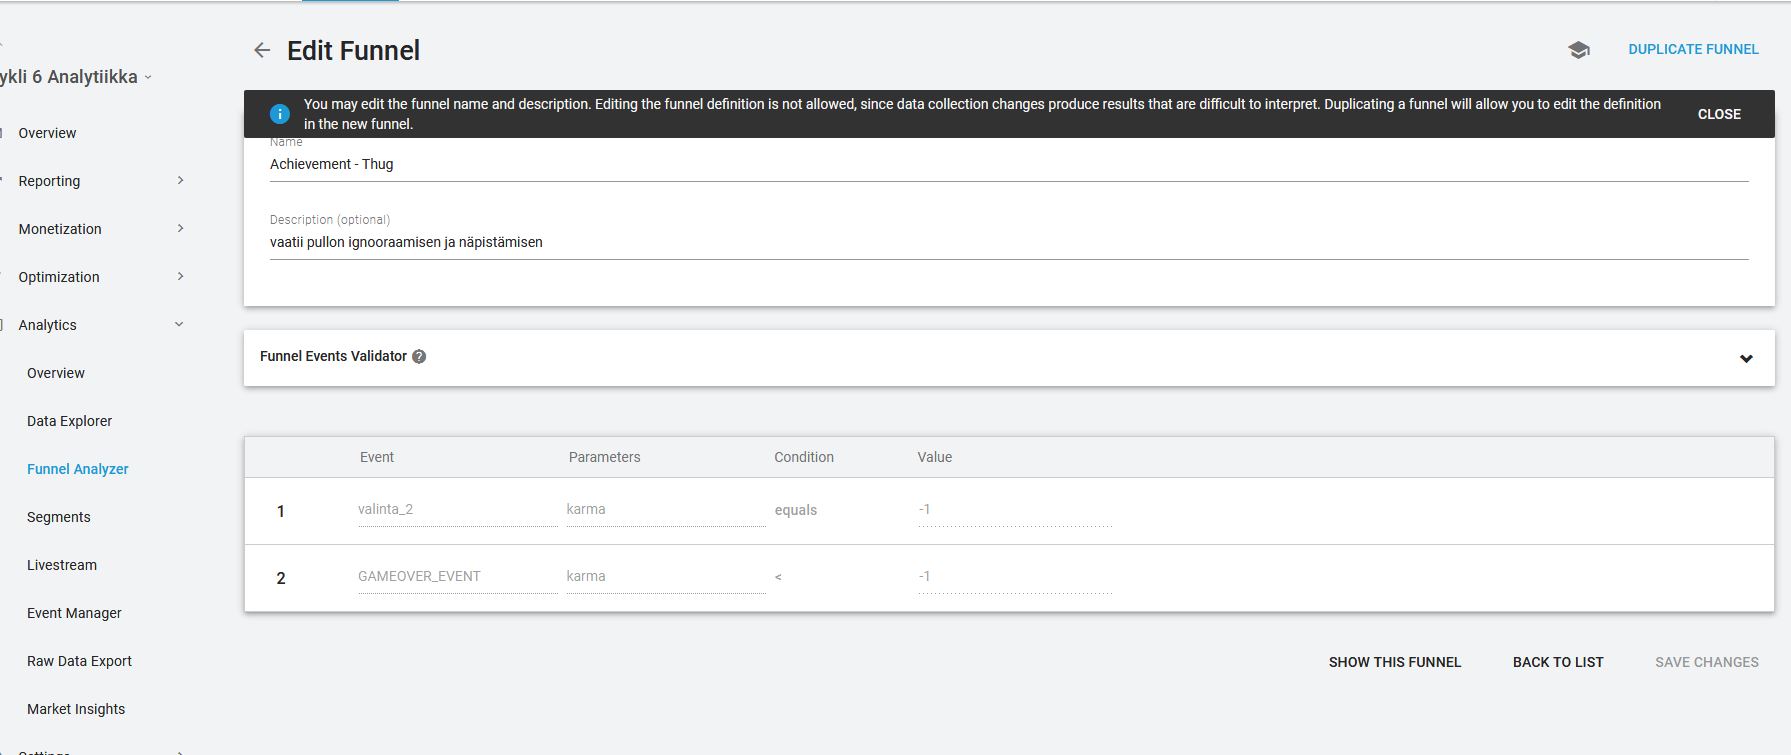 Edit Funnel
DUPLICATE FUNNEL
ykli 6 Analytiikka
You may edit the funnel name and description. Editing the funnel definition is not allowed, since data collection changes produce results that are difficult to interpret. Duplicating a funnel will allow you to edit the definition
in the new funnel.
CLOSE
Overview
Reporting
Monetization
Optimization
Analytics
Overview
Data Explorer
Funnel Analyzer
Segments
Livestream
Event Manager
Raw Data Export
Market Insights
Settings
Name
Achievement - Thug
Description (optional)
vaatii pullon ignooraamisen ja näpistämisen
Funnel Events Validator ?
Event Parameters Condition Value
1 valinta_2 karma equals -1
2 GAMEOVER_EVENT karma < -1
SHOW THIS FUNNEL BACK TO LIST SAVE CHANGES